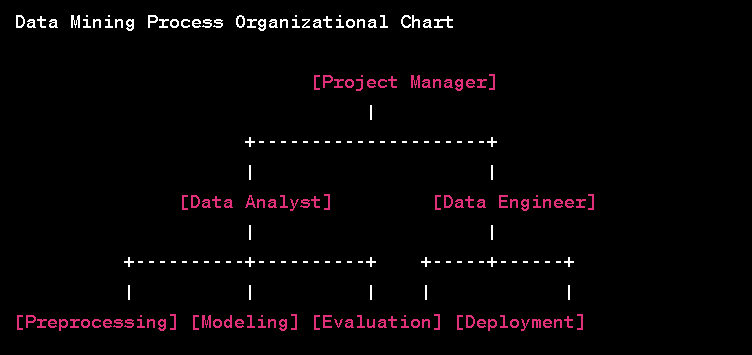 Data Mining Process Organizational Chart
[Project Manager]
|
+---------------------+
| |
[Data Analyst] [Data Engineer]
| |
+----------+----------+ +-----+------+
| | | | |
[Preprocessing] [Modeling] [Evaluation] [Deployment]